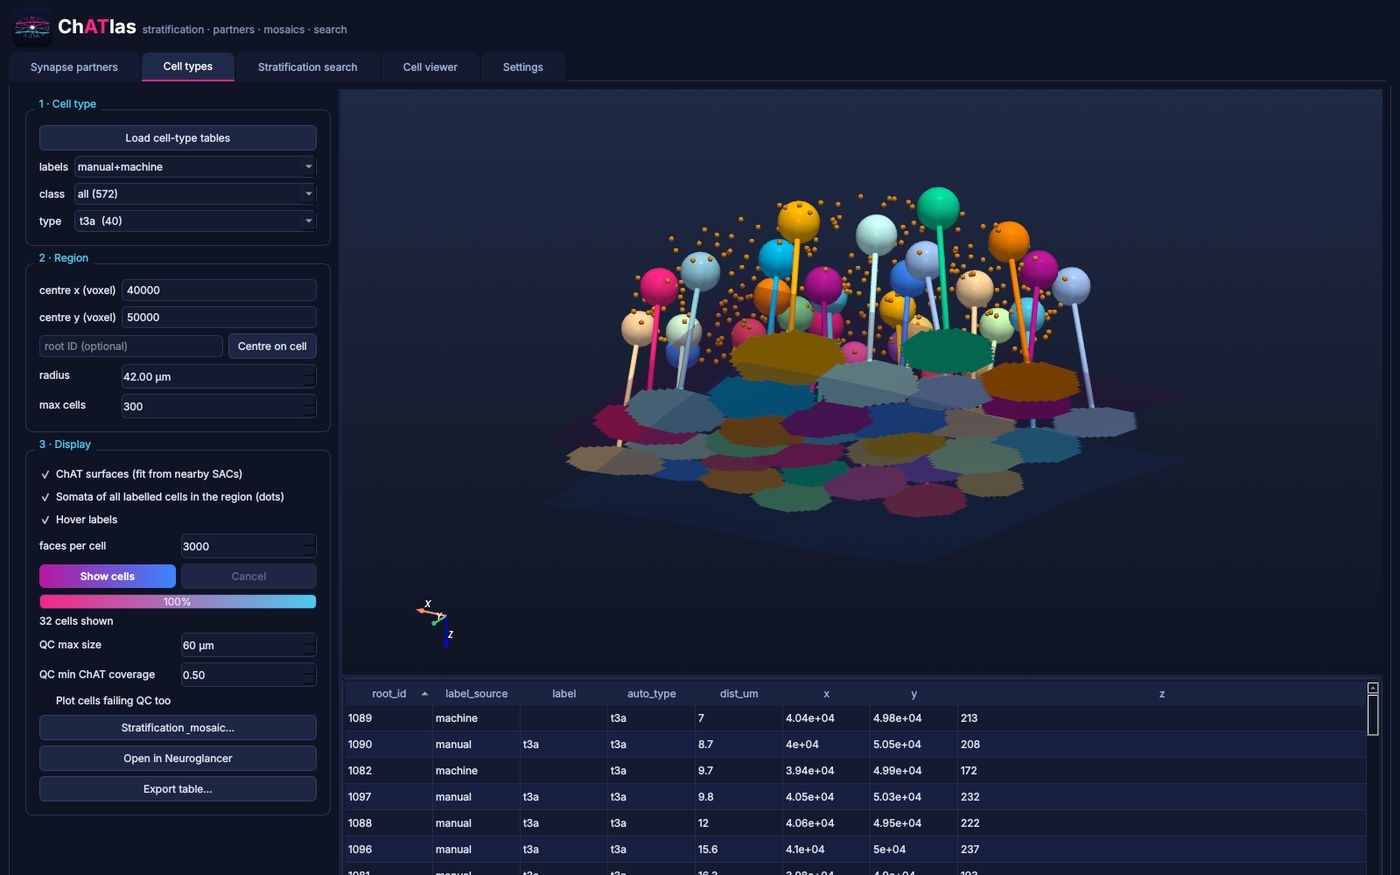 ChATlas stratification · partners · mosaics · search
Synapse partners Cell types Stratification search Cell viewer Settings
1 · Cell type
Load cell-type tables
labels manual+machine
class all (572)
type t3a (40)
2 · Region
centre x (voxel) 40000
centre y (voxel) 50000
root ID (optional) Centre on cell
radius 42.00 µm
max cells 300
3 · Display
ChAT surfaces (fit from nearby SACs)
Somata of all labelled cells in the region (dots)
Hover labels
faces per cell 3000
Show cells Cancel
100%
32 cells shown
QC max size 60 µm
QC min ChAT coverage 0.50
Plot cells failing QC too
Stratification_mosaic...
Open in Neuroglancer
Export table...
X
Y
Z
root_id label_source label auto_type dist_um x y z
1089 machine t3a 7 4.04e+04 4.98e+04 213
1090 manual t3a t3a 8.7 4e+04 5.05e+04 208
1082 machine t3a 9.7 3.94e+04 4.99e+04 172
1097 manual t3a t3a 9.8 4.05e+04 5.03e+04 232
1088 manual t3a t3a 12 4.06e+04 4.95e+04 222
1096 manual t3a t3a 15.6 4.1e+04 5e+04 237